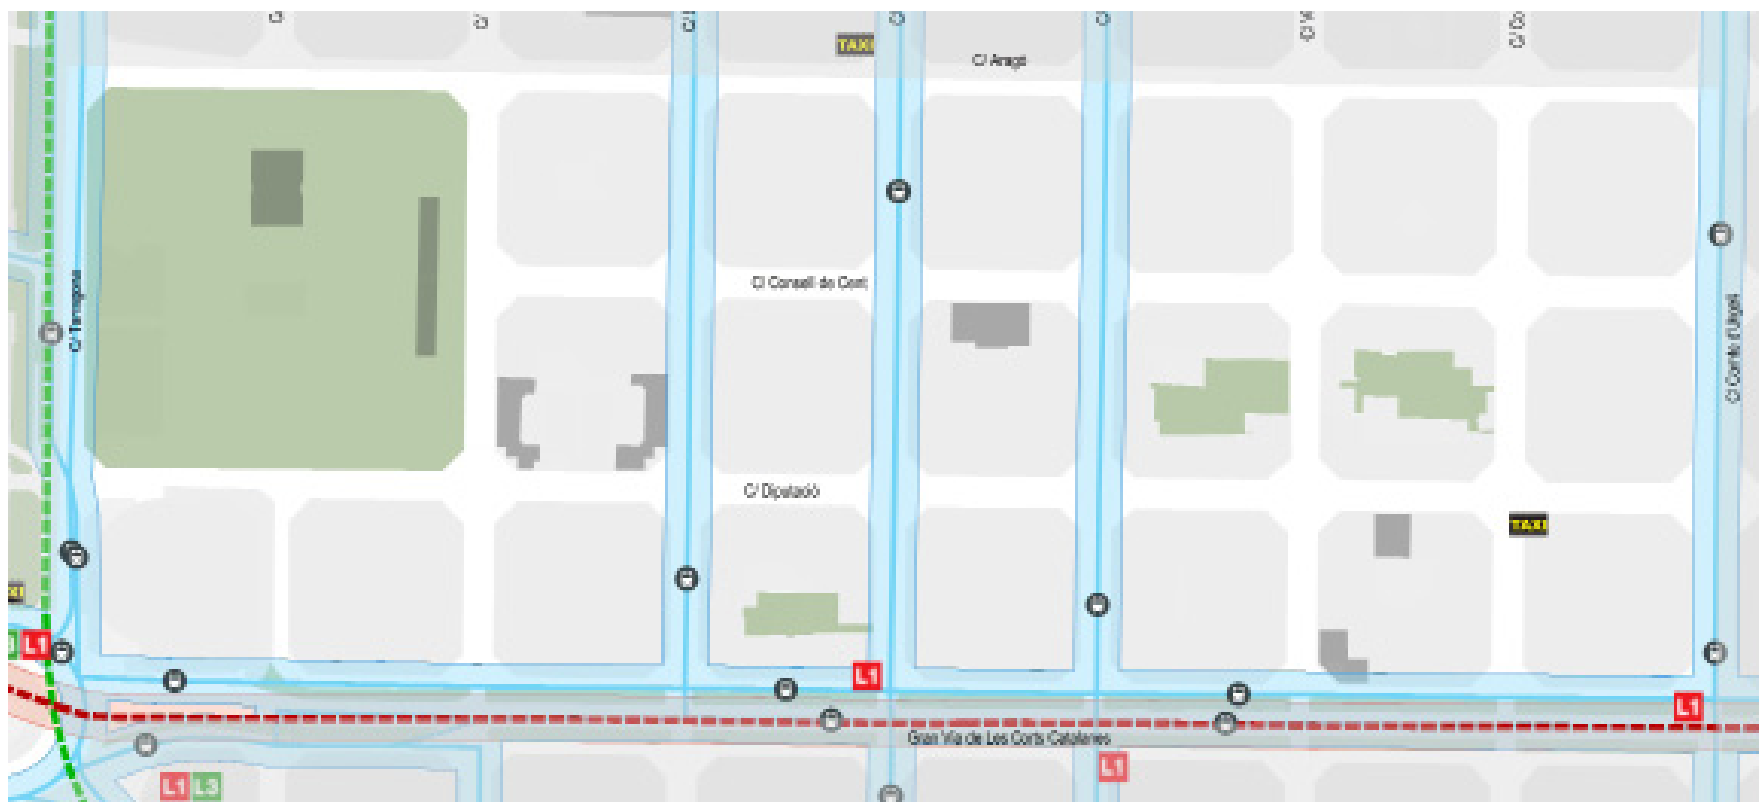 C/
C/
C/
C/
TAXI
C/ Aragó
C/ Consell de Cent
C/ Tarragona
C/ Comte d'Urgell
C/ Diputació
TAXI
L1
L1
L1
Gran Via de Les Corts Catalanes
L1
L1 L3